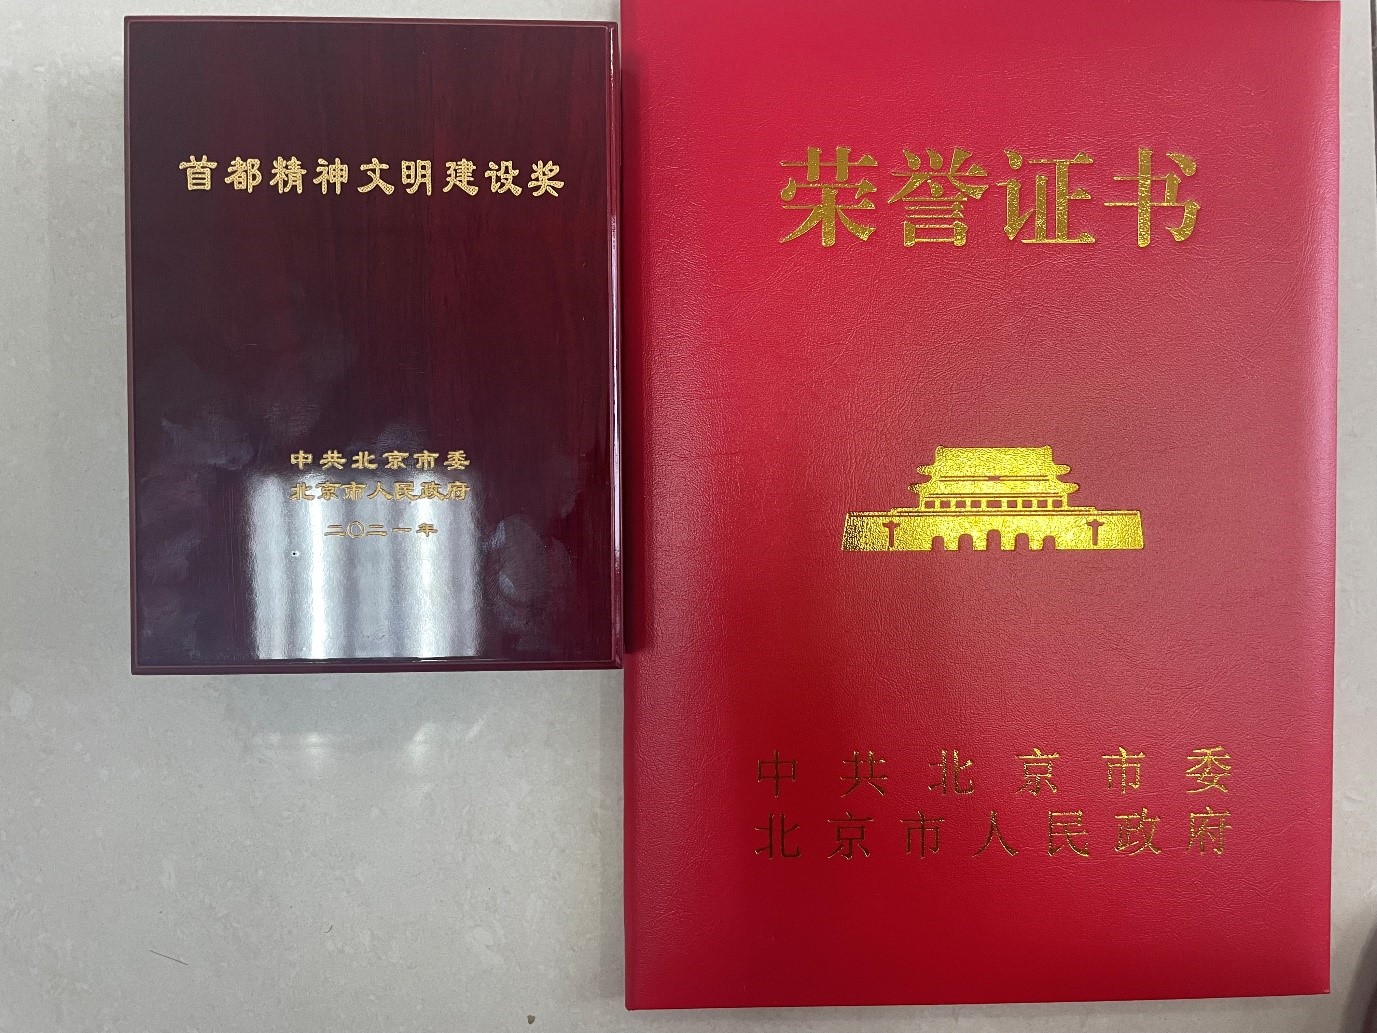 首都精神文明建设奖
中共北京市委
北京市人民政府
二〇二一年
荣誉证书
中共北京市委
北京市人民政府